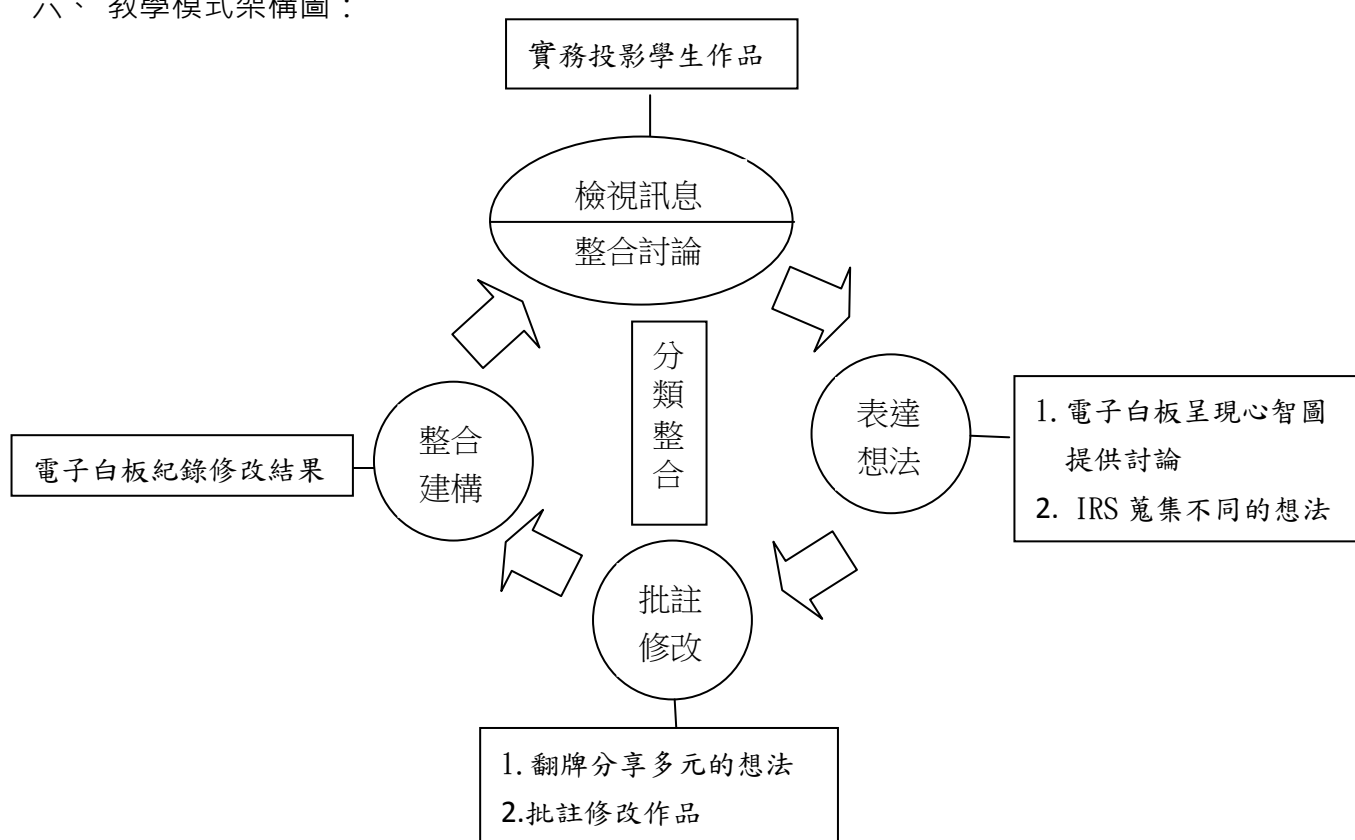 六、 教學模式架構圖：
實務投影學生作品
檢視訊息
整合討論
分
類
整
合
表達
想法
1. 電子白板呈現心智圖
提供討論
2. IRS 蒐集不同的想法
整合
建構
電子白板紀錄修改結果
批註
修改
1. 翻牌分享多元的想法
2.批註修改作品